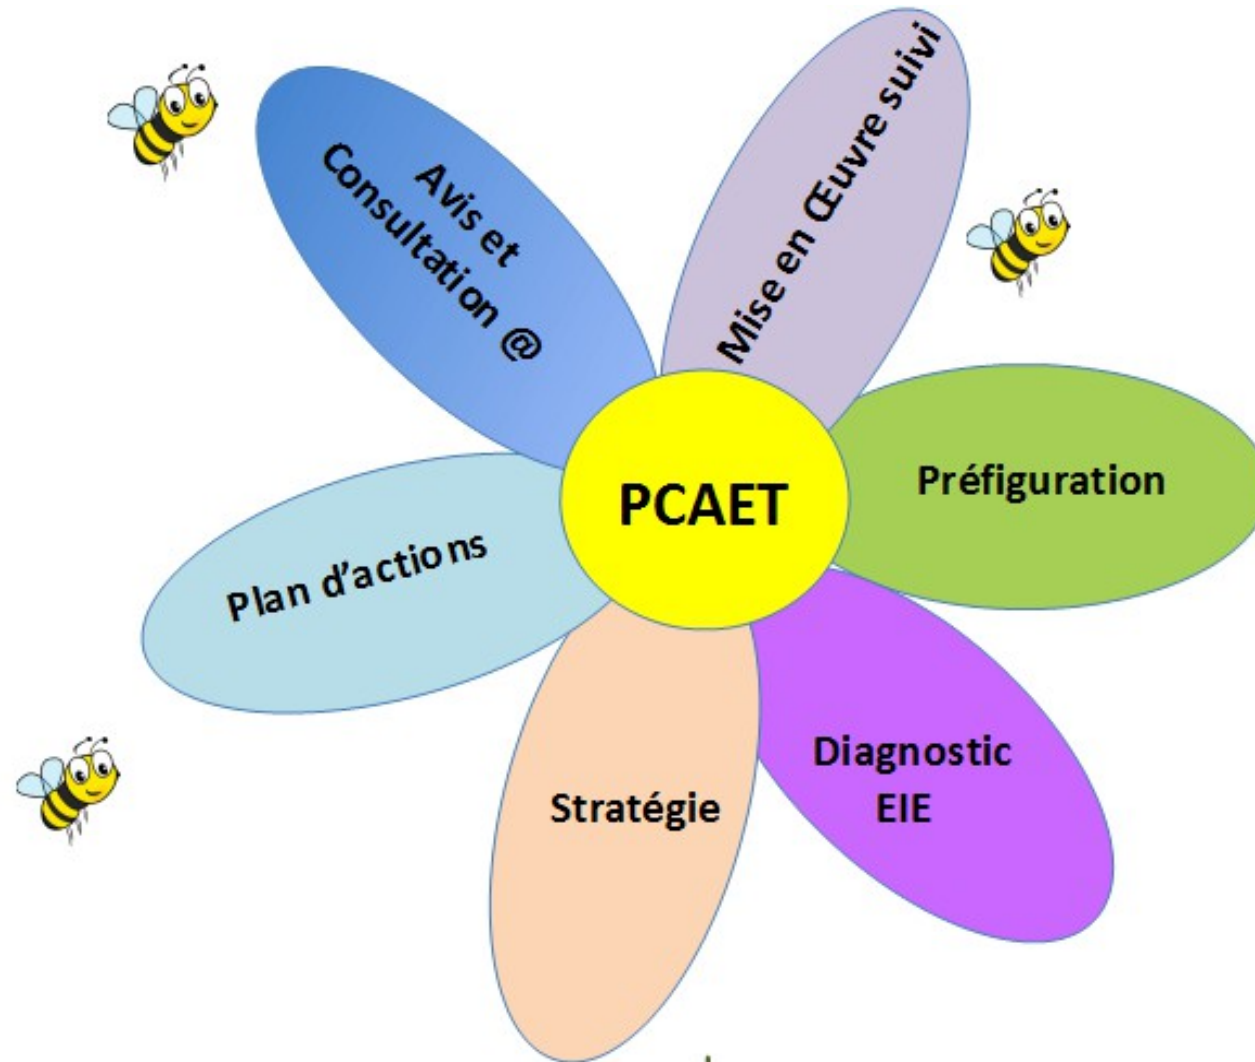 Avis et
Consultation @
Mise en Œuvre suivi
Préfiguration
PCAET
Plan d’actions
Diagnostic
EIE
Stratégie